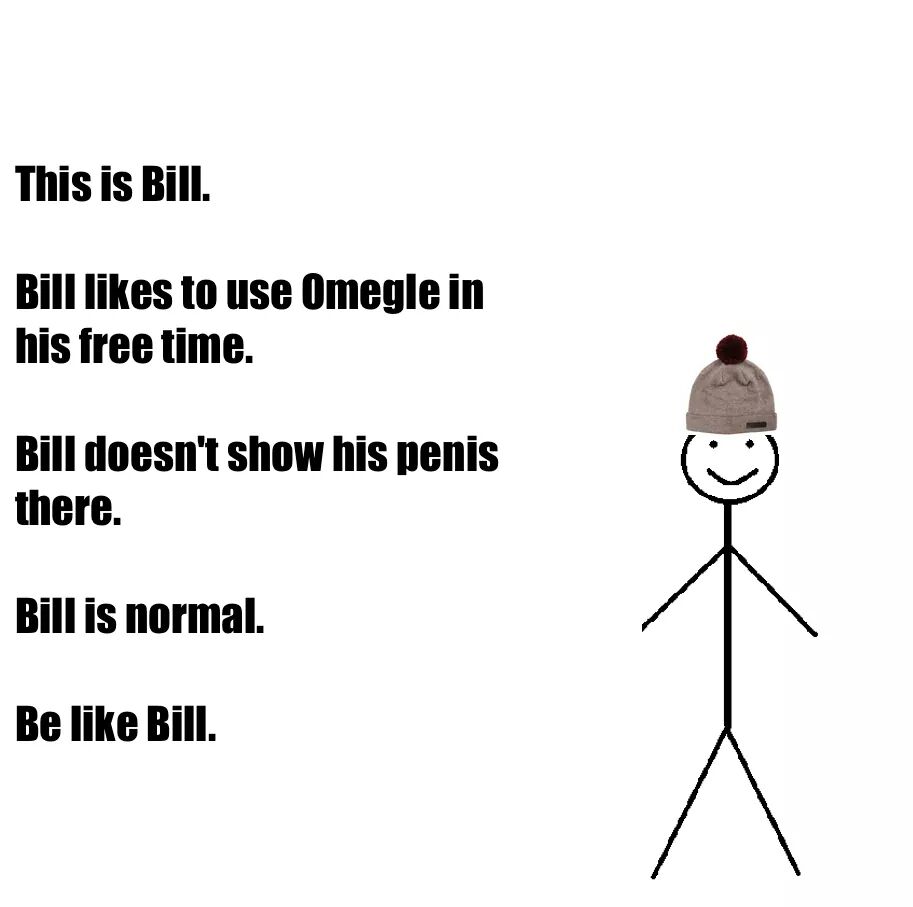 This is Bill.
Bill likes to use Omegle in
his free time.
Bill doesn't show his penis
there.
Bill is normal.
Be like Bill.